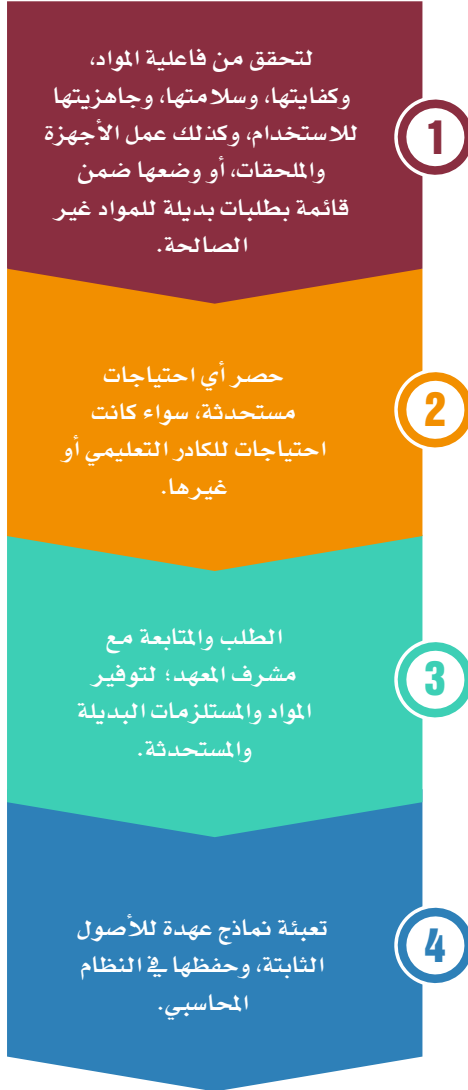 لتحقق من فاعلية المواد،
وكفايتها، وسلامتها، وجاهزيتها
للاستخدام، وكذلك عمل الأجهزة
والملحقات، أو وضعها ضمن
قائمة بطلبات بديلة للمواد غير
الصالحة.
1
حصر أي احتياجات
مستحدثة، سواء كانت
احتياجات للكادر التعليمي أو
غيرها.
2
الطلب والمتابعة مع
مشرف المعهد؛ لتوفير
المواد والمستلزمات البديلة
والمستحدثة.
3
تعبئة نماذج عهدة للأصول
الثابتة، وحفظها في النظام
المحاسبي.
4